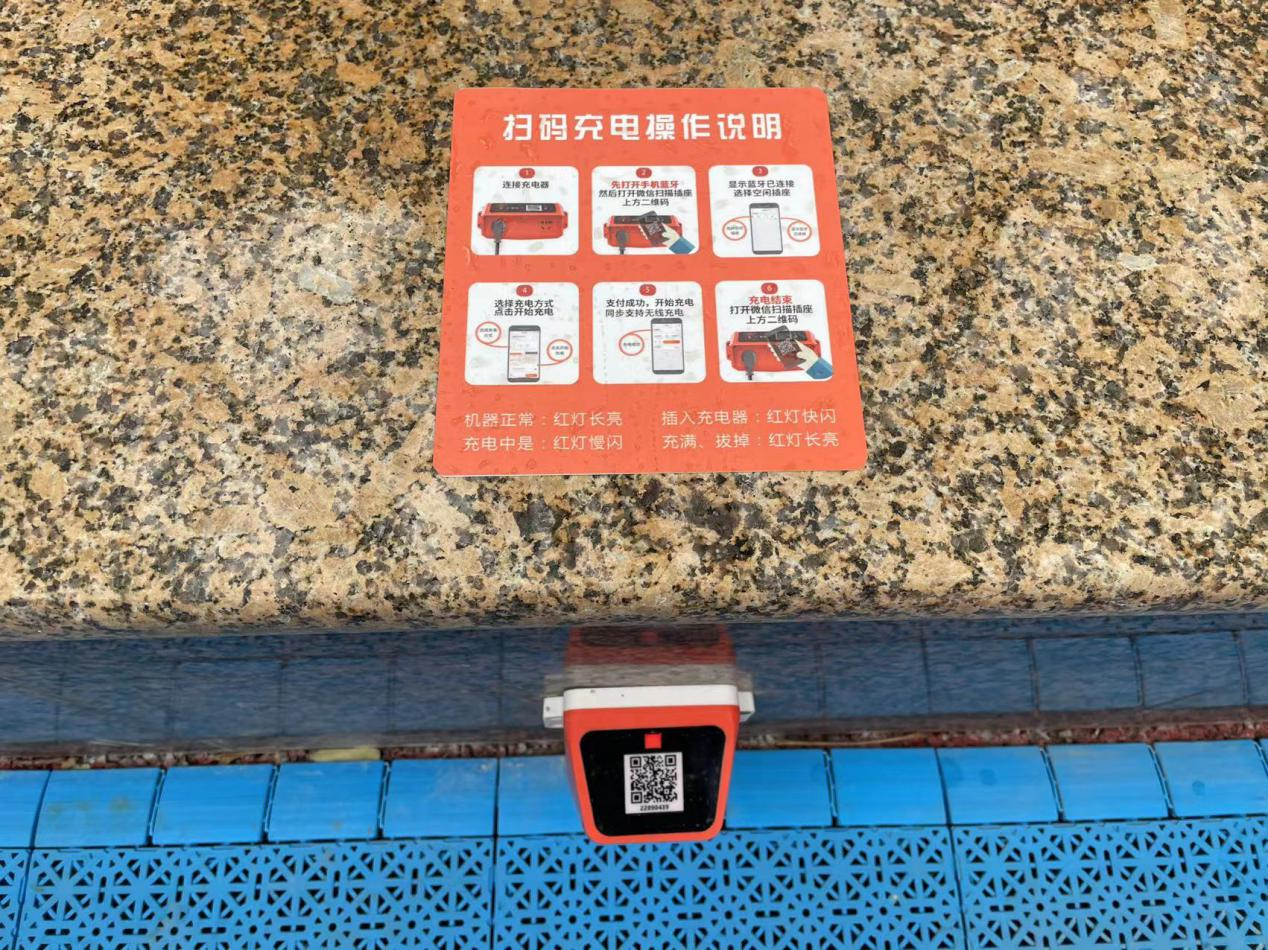 扫码充电操作说明
1
连接充电器
2
先打开手机蓝牙
然后打开微信扫描插座
上方二维码
3
显示蓝牙已连接
选择空闲插座
4
选择充电方式
点击开始充电
5
支付成功，开始充电
同步支持无线充电
6
充电结束
打开微信扫描插座
上方二维码
机器正常：红灯长亮
插入充电器：红灯快闪
充电中是：红灯慢闪
充满、拔掉：红灯长亮
22890439